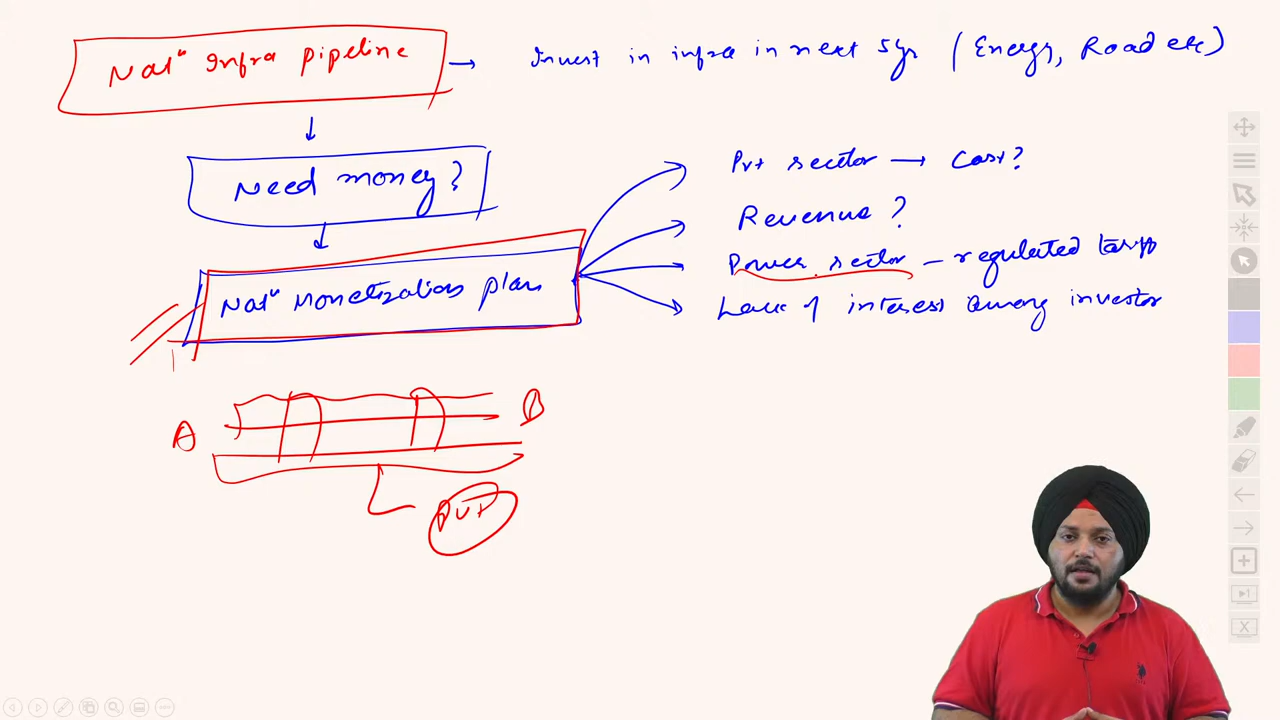 Natⁿ Infra pipeline → Invest in infra in next 5yr (Energy, Road etc)
Need money?
Pvt sector → Cost?
Revenue?
Natⁿ Monetization plan
Power sector – regulated tariff
Lack of interest among investor
A B
Pvt